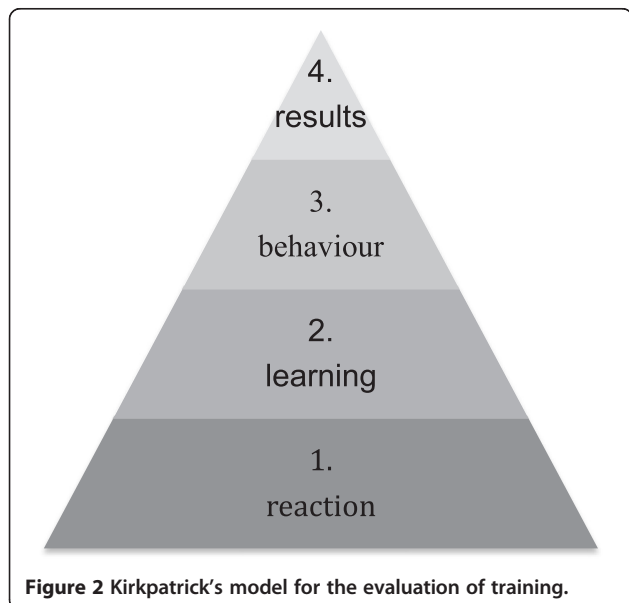 4.
results
3.
behaviour
2.
learning
1.
reaction
Figure 2 Kirkpatrick's model for the evaluation of training.